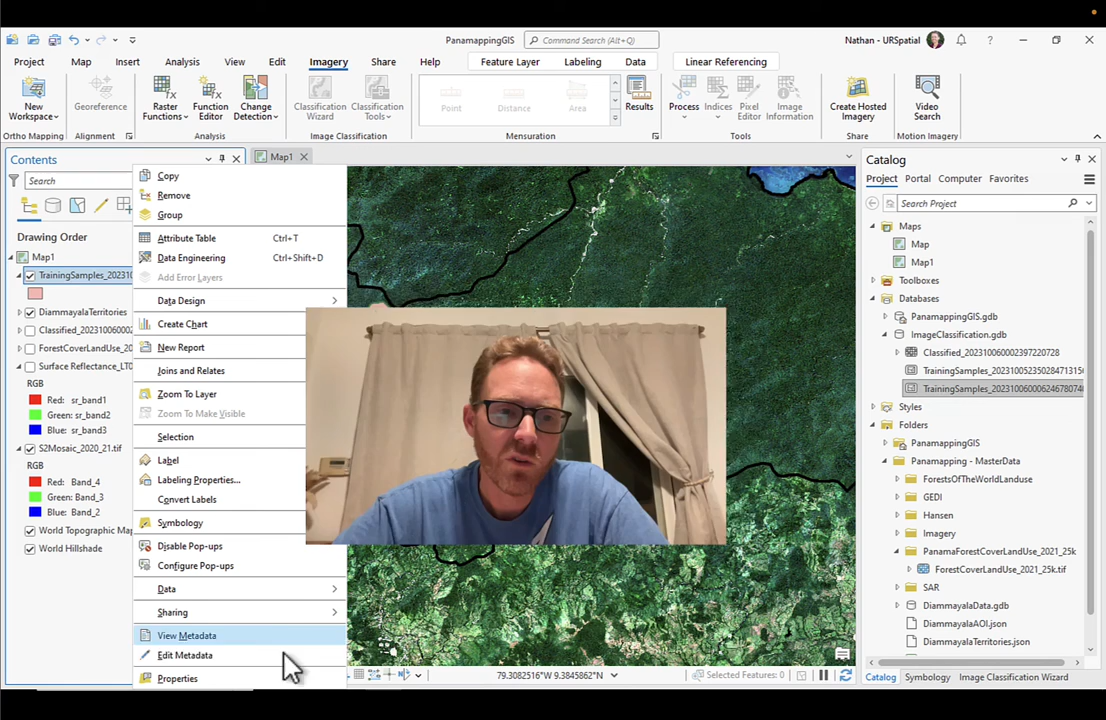 PanamappingGIS
Command Search (Alt+Q)
Nathan - URSpatial
Project Map Insert Analysis View Edit Imagery Share Help Feature Layer Labeling Data Linear Referencing
New Workspace
Georeference
Raster Functions
Function Editor
Change Detection
Classification Wizard
Classification Tools
Point
Distance
Area
Results
Process
Indices
Pixel Editor
Image Information
Create Hosted Imagery
Video Search
Ortho Mapping Alignment Analysis Image Classification Mensuration Tools Share Motion Imagery
Contents
Search
Drawing Order
Map1
TrainingSamples_20231
DiammayalaTerritories
Classified_202310060002
ForestCoverLandUse_202
Surface Reflectance_LT0
RGB
Red: sr_band1
Green: sr_band2
Blue: sr_band3
S2Mosaic_2020_21.tif
RGB
Red: Band_4
Green: Band_3
Blue: Band_2
World Topographic Map
World Hillshade
Map1
Copy
Remove
Group
Attribute Table Ctrl+T
Data Engineering Ctrl+Shift+D
Add Error Layers
Data Design
Create Chart
New Report
Joins and Relates
Zoom To Layer
Zoom To Make Visible
Selection
Label
Labeling Properties...
Convert Labels
Symbology
Disable Pop-ups
Configure Pop-ups
Data
Sharing
View Metadata
Edit Metadata
Properties
79.3082516°W 9.3845862°N
Selected Features: 0
Catalog
Project Portal Computer Favorites
Search Project
Maps
Map
Map1
Toolboxes
Databases
PanamappingGIS.gdb
ImageClassification.gdb
Classified_202310060002397220728
TrainingSamples_2023100523502847131
TrainingSamples_202310060006246780740
Styles
Folders
PanamappingGIS
Panamapping - MasterData
ForestsOfTheWorldLanduse
GEDI
Hansen
Imagery
PanamaForestCoverLandUse_2021_25k
ForestCoverLandUse_2021_25k.tif
SAR
DiammayalaData.gdb
DiammayalaAOI.json
DiammayalaTerritories.json
Catalog Symbology Image Classification Wizard